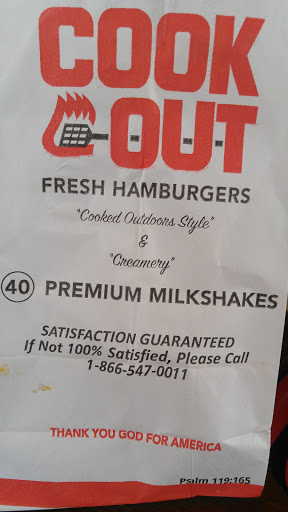 COOK
OUT
FRESH HAMBURGERS
"Cooked Outdoors Style"
&
"Creamery"
40 PREMIUM MILKSHAKES
SATISFACTION GUARANTEED
If Not 100% Satisfied, Please Call
1-866-547-0011
THANK YOU GOD FOR AMERICA
Psalm 119:165